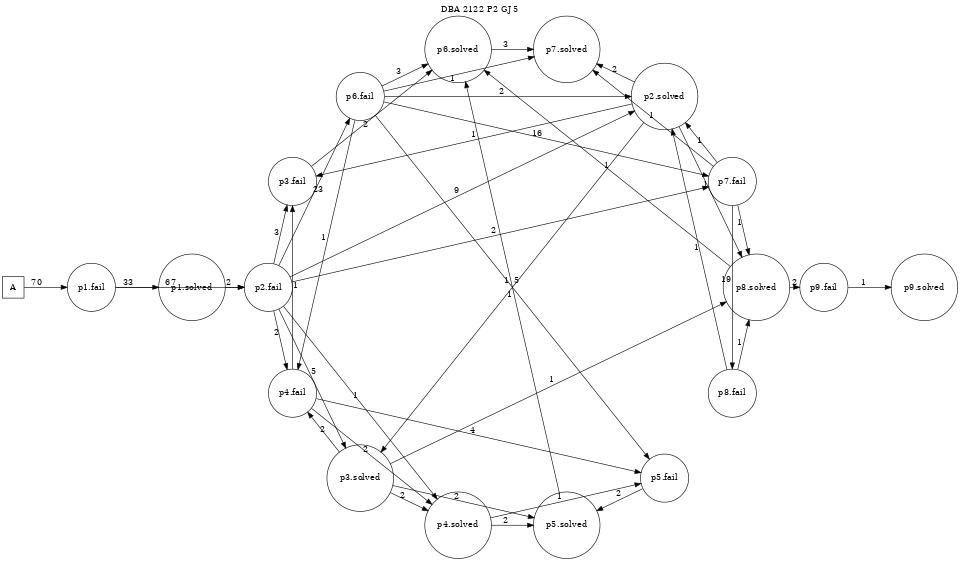 DBA 2122 P2 GJ5
p6.solved
3
p7.solved
3
2
p6.fail
1
2
p2.solved
2
1
16
1
1
p3.fail
23
1
p7.fail
9
1
3
1
2
1
1
A
70
p1.fail
33
p1.solved
67
2
p2.fail
1
1
5
1
19
p8.solved
2
p9.fail
1
p9.solved
2
1
5
1
1
p4.fail
p8.fail
2
2
4
p3.solved
2
2
1
2
p5.fail
p4.solved
2
p5.solved